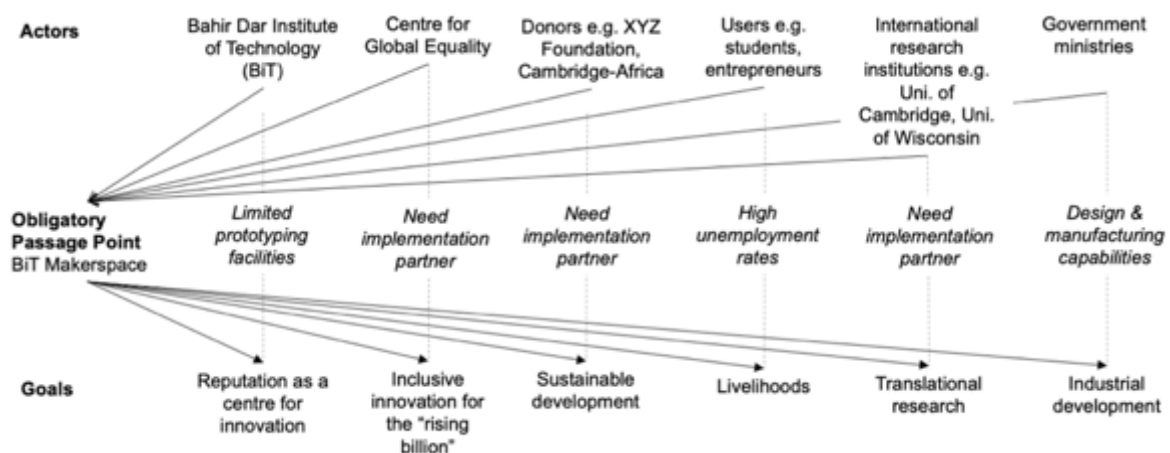 Actors
Bahir Dar Institute
of Technology
(BiT)
Centre for
Global Equality
Donors e.g. XYZ
Foundation,
Cambridge-Africa
Users e.g.
students,
entrepreneurs
International
research
institutions e.g.
Uni. of
Cambridge, Uni.
of Wisconsin
Government
ministries
Obligatory
Passage Point
BiT Makerspace
Limited
prototyping
facilities
Need
implementation
partner
Need
implementation
partner
High
unemployment
rates
Need
implementation
partner
Design &
manufacturing
capabilities
Goals
Reputation as a
centre for
innovation
Inclusive
innovation for
the “rising
billion”
Sustainable
development
Livelihoods
Translational
research
Industrial
development